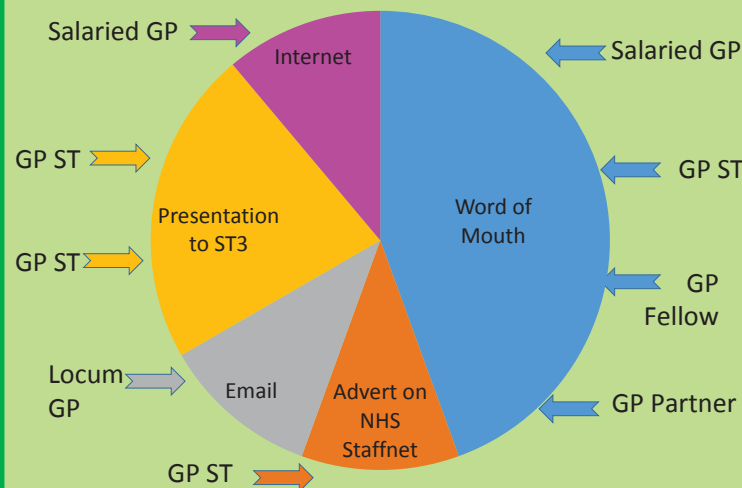 Salaried GP
Internet
Salaried GP
GP ST
GP ST
Presentation
to ST3
Word of
Mouth
GP ST
GP
Fellow
Locum
GP
Email
Advert on
NHS
Staffnet
GP Partner
GP ST